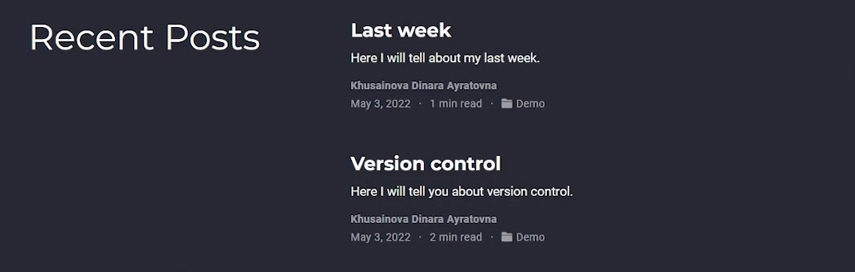 Recent Posts
Last week
Here I will tell about my last week.
Khusainova Dinara Ayratovna
May 3, 2022 · 1 min read · Demo
Version control
Here I will tell you about version control.
Khusainova Dinara Ayratovna
May 3, 2022 · 2 min read · Demo